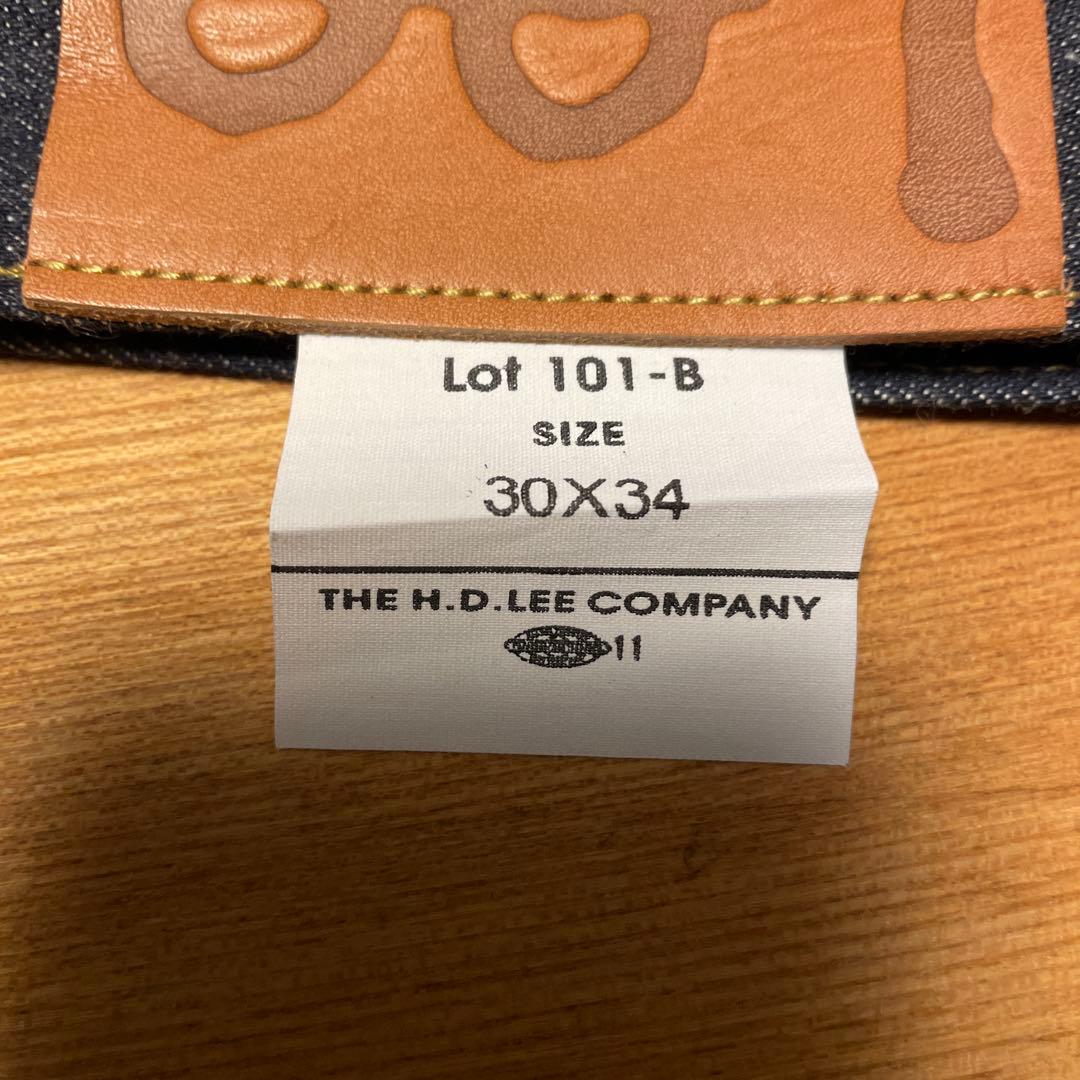 Lot 101-B
SIZE
30X34
THE H.D.LEE COMPANY
11